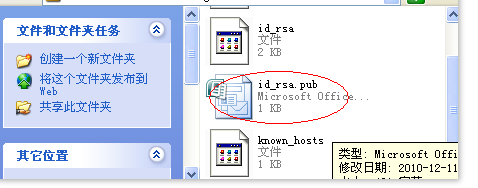 文件和文件夹任务
创建一个新文件夹
将这个文件夹发布到
Web
共享此文件夹
其它位置
id_rsa
文件
2 KB
id_rsa.pub
Microsoft Office...
1 KB
known_hosts
文件
1 KB
类型: Microsoft Offi
修改日期: 2010-12-11